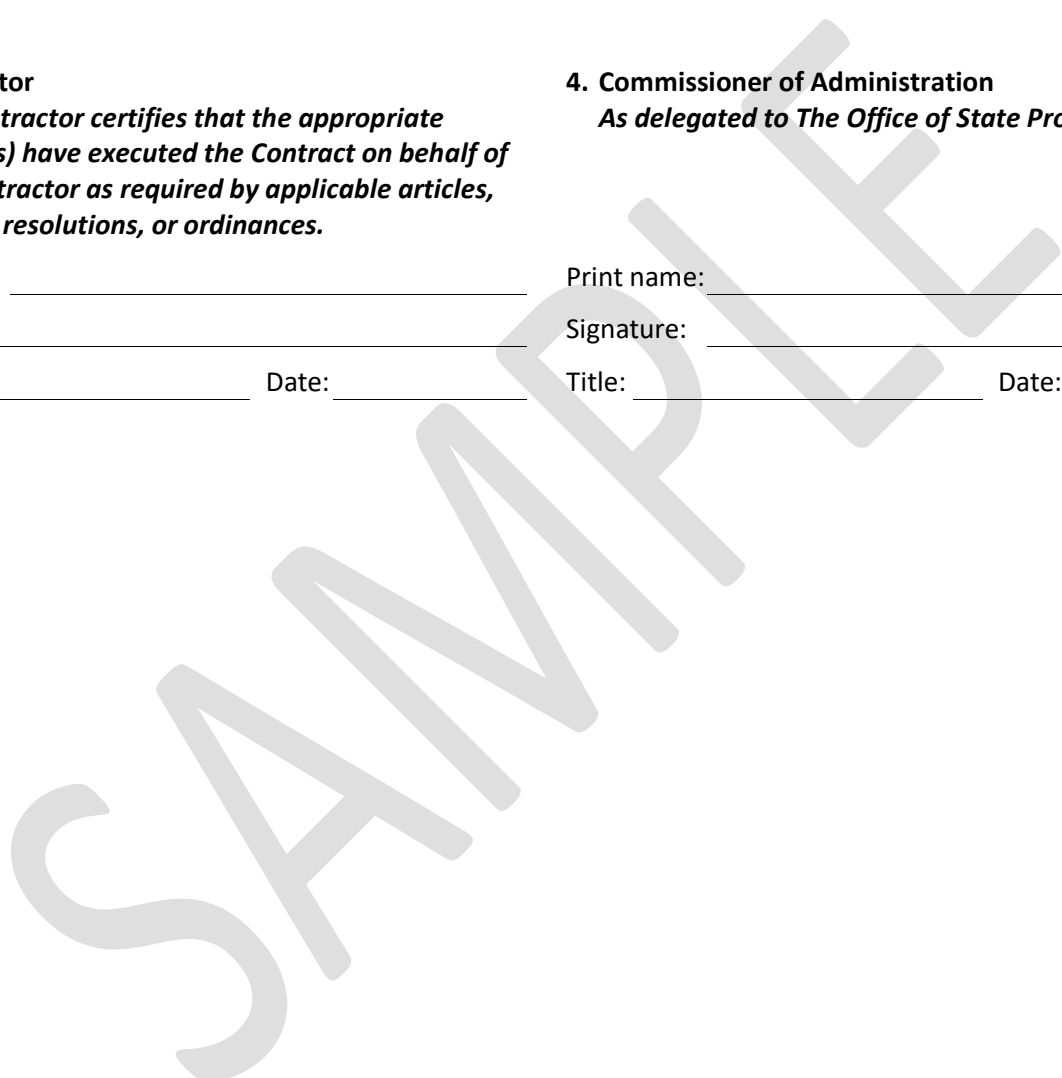 tor
tractor certifies that the appropriate
s) have executed the Contract on behalf of
tractor as required by applicable articles,
resolutions, or ordinances.
Date:
4. Commissioner of Administration
As delegated to The Office of State Pro
Print name:
Signature:
Title: Date:
SAMPLE